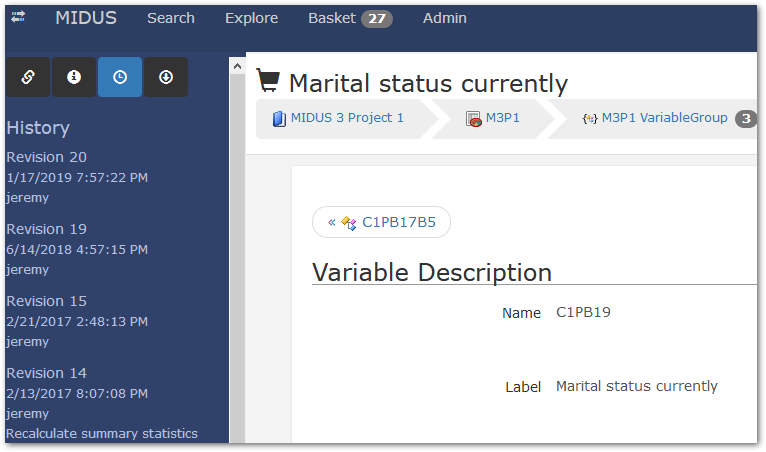 MIDUS Search Explore Basket 27 Admin
Marital status currently
MIDUS 3 Project 1 M3P1 M3P1 VariableGroup 3
History
Revision 20
1/17/2019 7:57:22 PM
jeremy
Revision 19
6/14/2018 4:57:15 PM
jeremy
Revision 15
2/21/2017 2:48:13 PM
jeremy
Revision 14
2/13/2017 8:07:08 PM
jeremy
Recalculate summary statistics
« C1PB17B5
Variable Description
Name C1PB19
Label Marital status currently